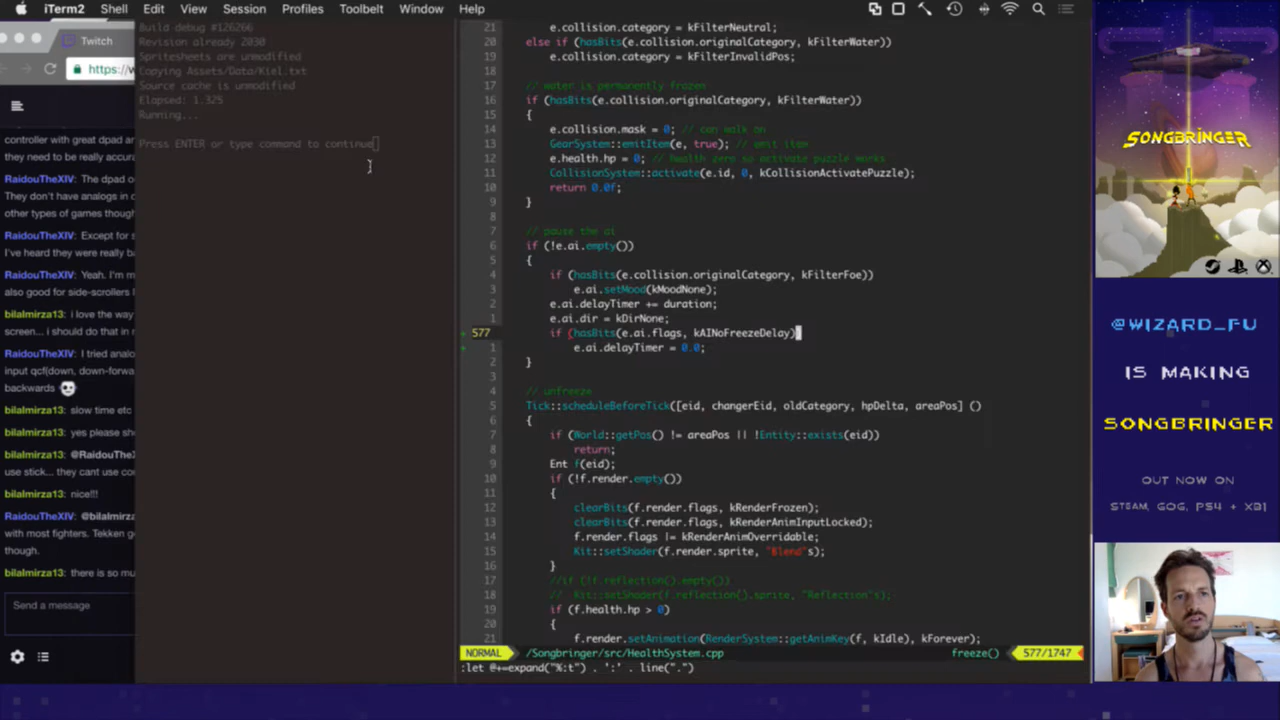 iTerm2 Shell Edit View Session Profiles Toolbelt Window Help
Twitch
https://w
controller with great dpad an
they need to be really accura
RaidouTheXIV: The dpad o
They don't have analogs in c
other types of games though
RaidouTheXIV: Except for s
I've heard they were really ba
RaidouTheXIV: Yeah. I'm m
also good for side-scrollers l
bilalmirza13: i love the way
screen... i should do that in r
RaidouTheXIV: I tried analo
input qcf(down, down-forwa
backwards
bilalmirza13: slow time etc
bilalmirza13: yes please sho
bilalmirza13: @RaidouTheX
use stick... they cant use co
bilalmirza13: nice!!!
RaidouTheXIV: @bilalmirza
with most fighters. Tekken g
though.
bilalmirza13: there is so mu
Send a message
Build debug #126266
Revision already 2030
Spritesheets are unmodified
Copying Assets/Data/Kiel.txt
Source cache is unmodified
Elapsed: 1.325
Running...
Press ENTER or type command to continue
21 e.collision.category = kFilterNeutral;
20 else if (hasBits(e.collision.originalCategory, kFilterWater))
19 e.collision.category = kFilterInvalidPos;
18
17 // water is permanently frozen
16 if (hasBits(e.collision.originalCategory, kFilterWater))
15 {
14 e.collision.mask = 0; // can walk on
13 GearSystem::emitItem(e, true); // emit item
12 e.health.hp = 0; // health zero so activate puzzle works
11 CollisionSystem::activate(e.id, 0, kCollisionActivatePuzzle);
10 return 0.0f;
9 }
8
7 // pause the ai
6 if (!e.ai.empty())
5 {
4 if (hasBits(e.collision.originalCategory, kFilterFoe))
3 e.ai.setMood(kMoodNone);
2 e.ai.delayTimer += duration;
1 e.ai.dir = kDirNone;
577 if (hasBits(e.ai.flags, kAINoFreezeDelay)
1 e.ai.delayTimer = 0.0;
2 }
3
4 // unfreeze
5 Tick::scheduleBeforeTick([eid, changerEid, oldCategory, hpDelta, areaPos] ()
6 {
7 if (World::getPos() != areaPos || !Entity::exists(eid))
8 return;
9 Ent f(eid);
10 if (!f.render.empty())
11 {
12 clearBits(f.render.flags, kRenderFrozen);
13 clearBits(f.render.flags, kRenderAnimInputLocked);
14 f.render.flags |= kRenderAnimOverridable;
15 Kit::setShader(f.render.sprite, "Blend"s);
16 }
17 //if (!f.reflection().empty())
18 // Kit::setShader(f.reflection().sprite, "Reflection"s);
19 if (f.health.hp > 0)
20 {
21 f.render.setAnimation(RenderSystem::getAnimKey(f, kIdle), kForever);
NORMAL /Songbringer/src/HealthSystem.cpp freeze() 577/1747
:let @+=expand("%:t") . ':' . line(".")
SONGBRINGER
@WIZARD_FU
IS MAKING
SONGBRINGER
OUT NOW ON
STEAM, GOG, PS4 + XB1